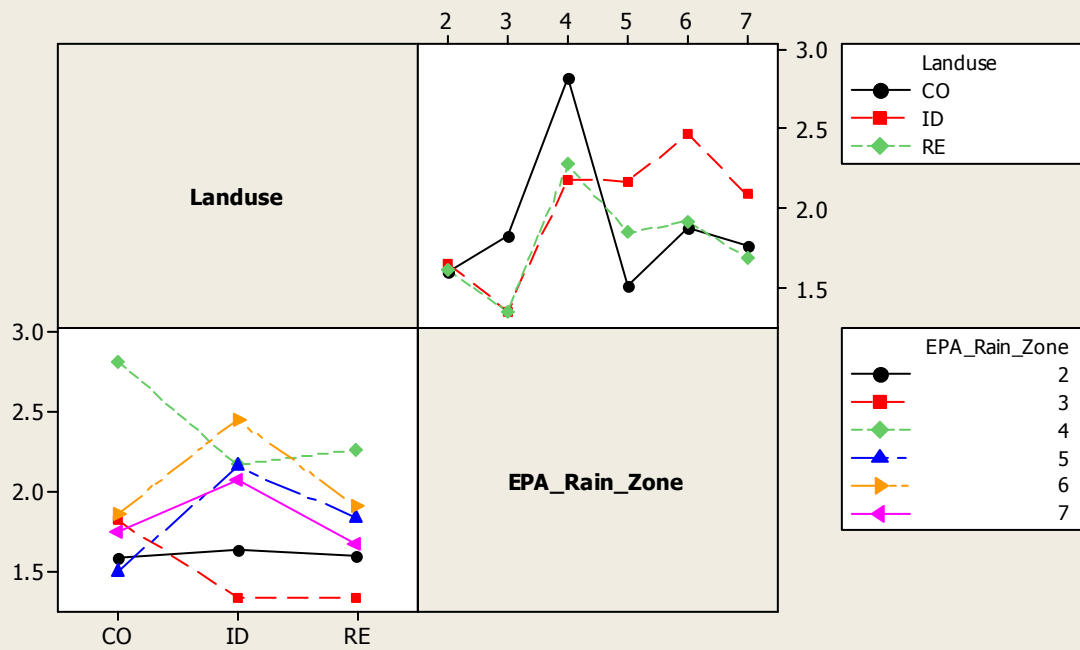 2 3 4 5 6 7
Landuse
3.0
2.5
2.0
1.5
Landuse
CO
ID
RE
3.0
2.5
2.0
1.5
CO ID RE
EPA_Rain_Zone
EPA_Rain_Zone
2
3
4
5
6
7